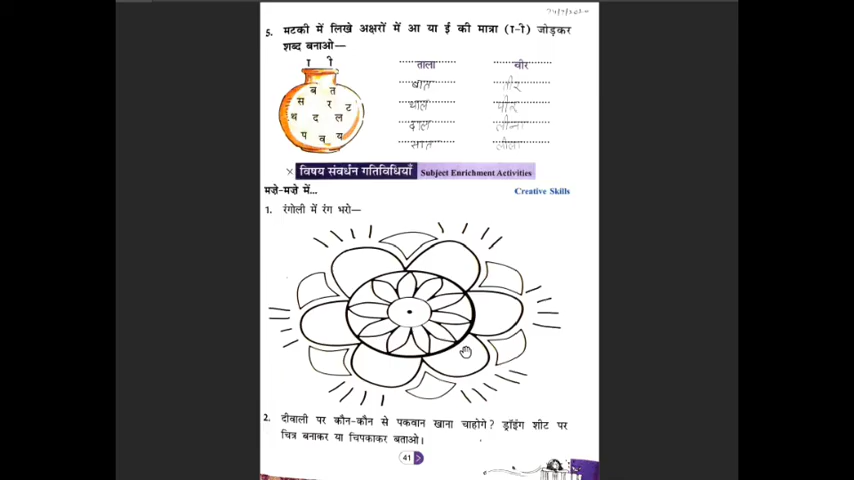 5. मटकी में लिखे अक्षरों में आ या ई की मात्रा (ा-ी) जोड़कर
शब्द बनाओ—
ा ी
ब त
स र ट
थ द ल
प व य
ताला चीर
बात तीर
थाल पीर
दाल
सात लीला
× विषय संवर्धन गतिविधियाँ Subject Enrichment Activities
मज़े-मज़े में... Creative Skills
1. रंगोली में रंग भरो—
2. दीवाली पर कौन-कौन से पकवान खाना चाहोगे? ड्रॉइंग शीट पर
चित्र बनाकर या चिपकाकर बताओ।
41